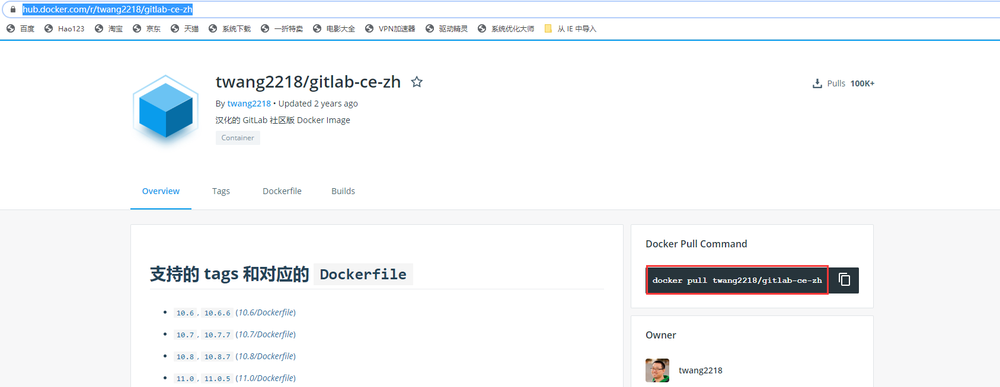 hub.docker.com/r/twang2218/gitlab-ce-zh
百度 Hao123 淘宝 京东 天猫 系统下载 一折特卖 电影大全 VPN加速器 驱动精灵 系统优化大师 从 IE 中导入
twang2218/gitlab-ce-zh
Pulls 100K+
By twang2218 • Updated 2 years ago
汉化的 GitLab 社区版 Docker Image
Container
Overview Tags Dockerfile Builds
支持的 tags 和对应的 Dockerfile
• 10.6, 10.6.6 (10.6/Dockerfile)
• 10.7, 10.7.7 (10.7/Dockerfile)
• 10.8, 10.8.7 (10.8/Dockerfile)
• 11.0, 11.0.5 (11.0/Dockerfile)
Docker Pull Command
docker pull twang2218/gitlab-ce-zh
Owner
twang2218